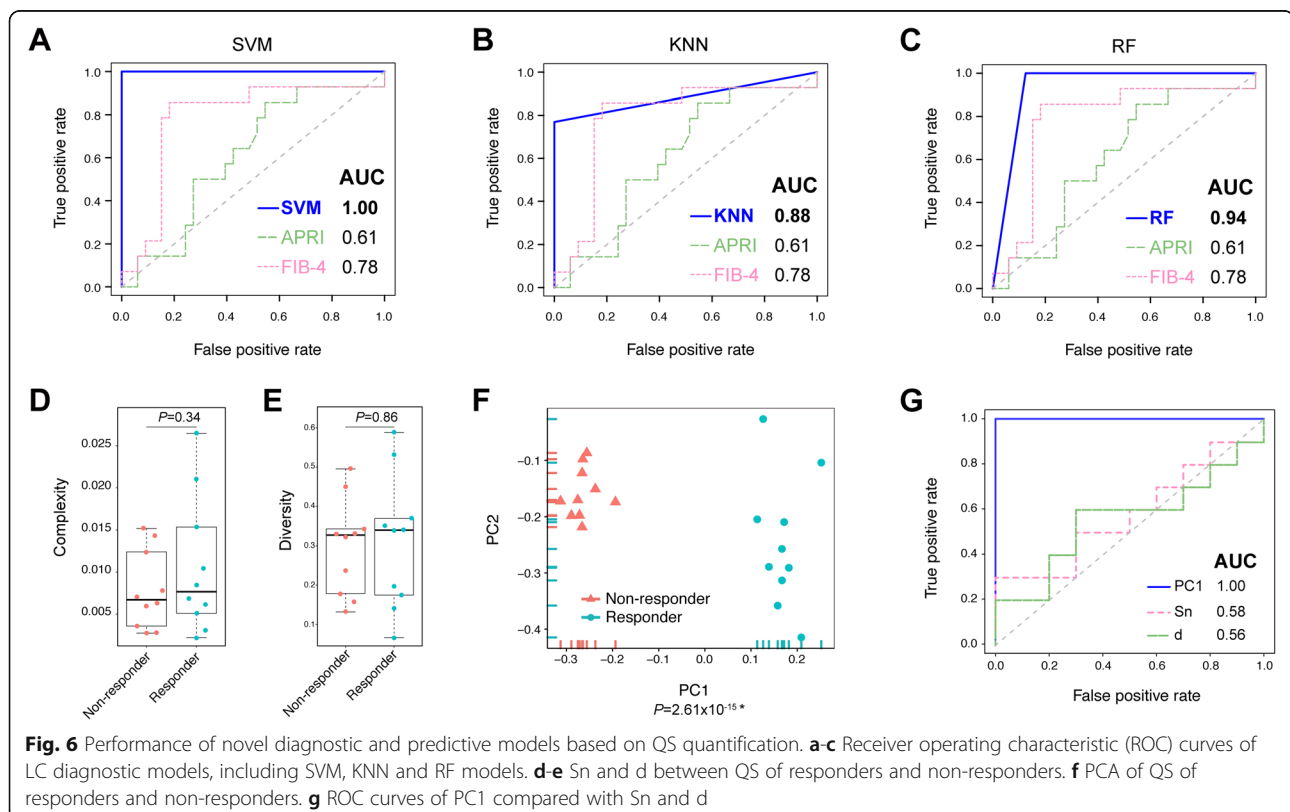 A
SVM
True positive rate
1.0
0.8
0.6
0.4
0.2
0.0
AUC
SVM 1.00
APRI 0.61
FIB-4 0.78
0.0 0.2 0.4 0.6 0.8 1.0
False positive rate
B
KNN
True positive rate
1.0
0.8
0.6
0.4
0.2
0.0
AUC
KNN 0.88
APRI 0.61
FIB-4 0.78
0.0 0.2 0.4 0.6 0.8 1.0
False positive rate
C
RF
True positive rate
1.0
0.8
0.6
0.4
0.2
0.0
AUC
RF 0.94
APRI 0.61
FIB-4 0.78
0.0 0.2 0.4 0.6 0.8 1.0
False positive rate
D
P=0.34
Complexity
0.025
0.020
0.015
0.010
0.005
Non-responder
Responder
E
P=0.86
Diversity
0.6
0.5
0.4
0.3
0.2
0.1
Non-responder
Responder
F
PC2
-0.1
-0.2
-0.3
-0.4
Non-responder
Responder
-0.3 -0.2 -0.1 0.0 0.1 0.2
PC1
P=2.61x10⁻¹⁵ *
G
True positive rate
1.0
0.8
0.6
0.4
0.2
0.0
AUC
PC1 1.00
Sn 0.58
d 0.56
0.0 0.2 0.4 0.6 0.8 1.0
False positive rate
Fig. 6 Performance of novel diagnostic and predictive models based on QS quantification. a-c Receiver operating characteristic (ROC) curves of
LC diagnostic models, including SVM, KNN and RF models. d-e Sn and d between QS of responders and non-responders. f PCA of QS of
responders and non-responders. g ROC curves of PC1 compared with Sn and d